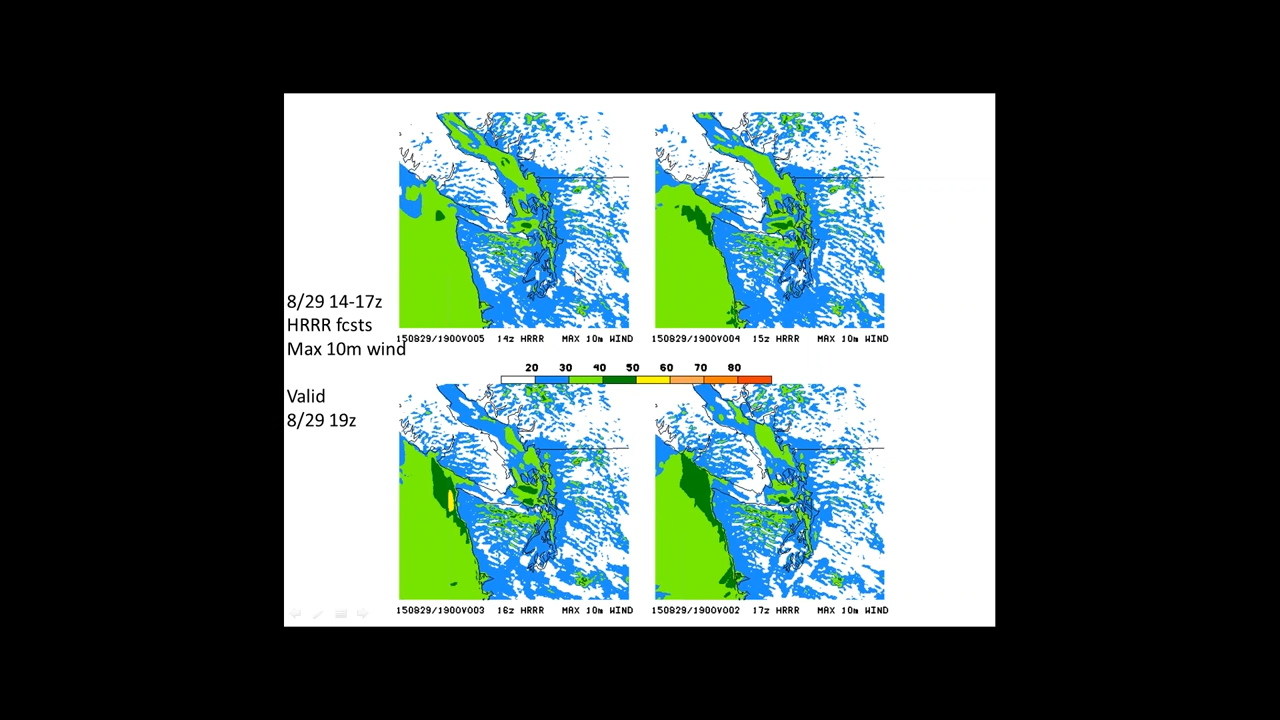 150829/1900V005 14z HRRR MAX 10m WIND
150829/1900V004 15z HRRR MAX 10m WIND
8/29 14-17z
HRRR fcsts
Max 10m wind
Valid
8/29 19z
20 30 40 50 60 70 80
150829/1900V003 16z HRRR MAX 10m WIND
150829/1900V002 17z HRRR MAX 10m WIND